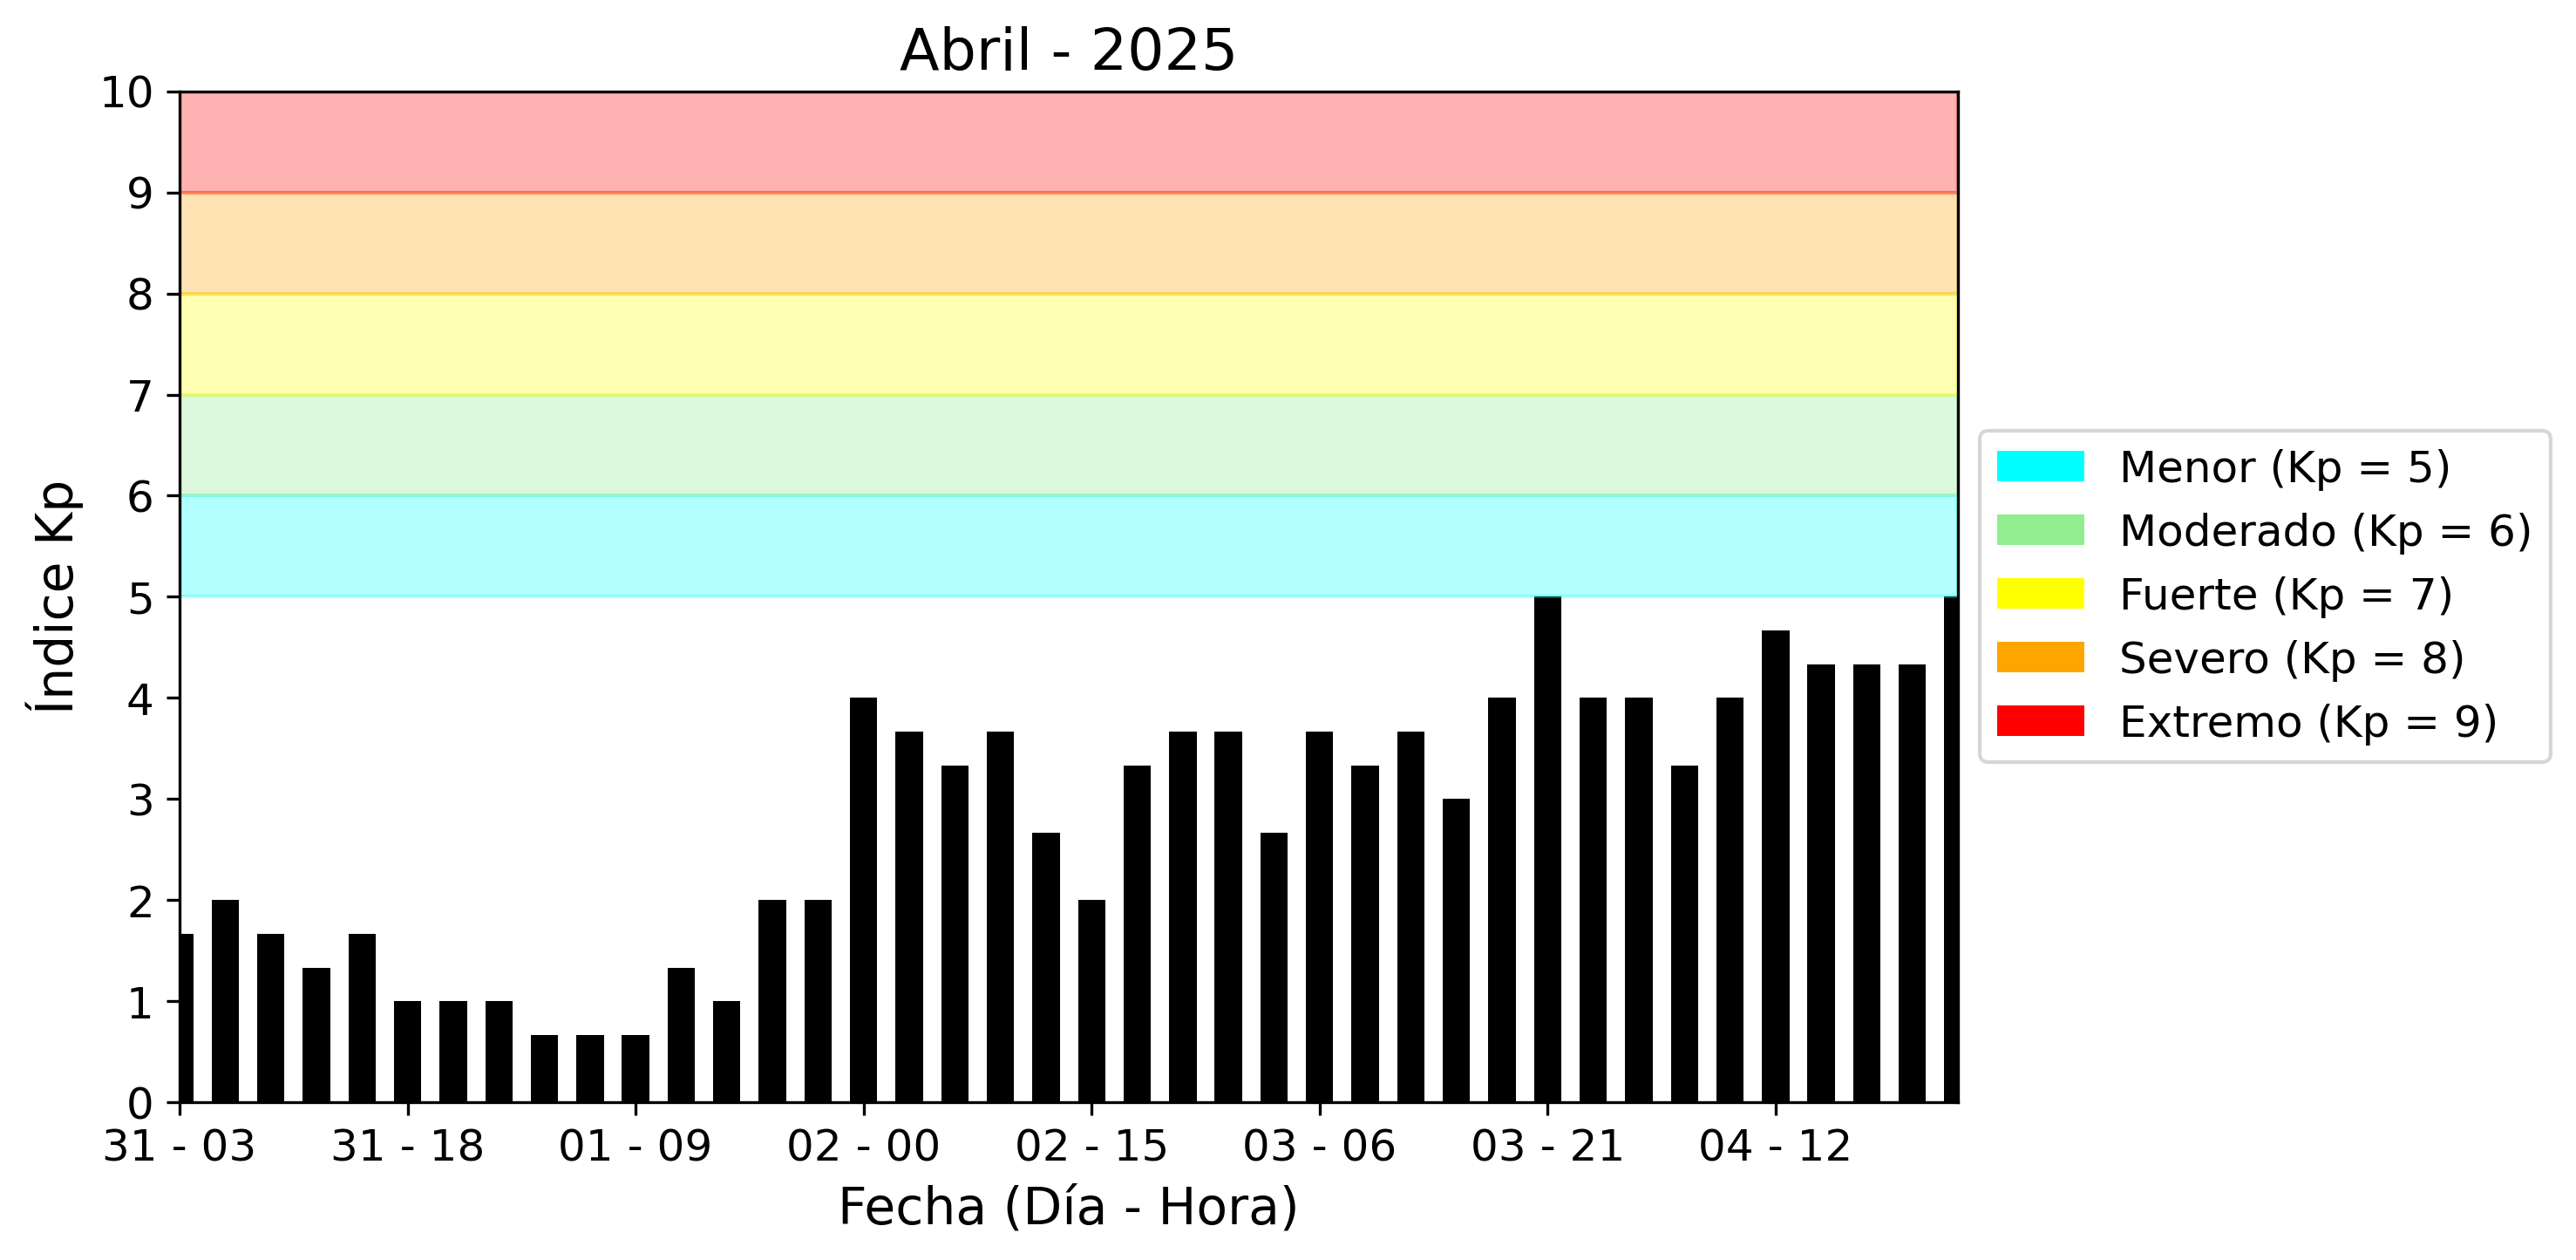 Abril - 2025
10
9
8
7
6
5
4
3
2
1
0
Índice Kp
31 - 03
31 - 18
01 - 09
02 - 00
02 - 15
03 - 06
03 - 21
04 - 12
Fecha (Día - Hora)
Menor (Kp = 5)
Moderado (Kp = 6)
Fuerte (Kp = 7)
Severo (Kp = 8)
Extremo (Kp = 9)